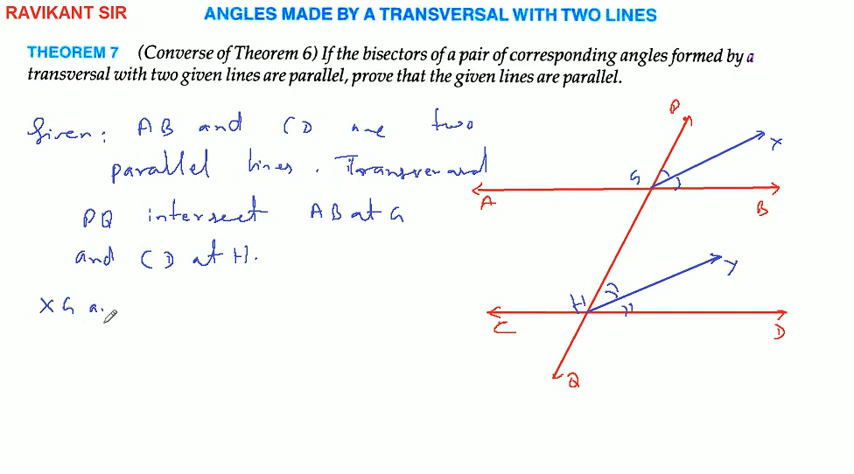 RAVIKANT SIR
ANGLES MADE BY A TRANSVERSAL WITH TWO LINES
THEOREM 7 (Converse of Theorem 6) If the bisectors of a pair of corresponding angles formed by a
transversal with two given lines are parallel, prove that the given lines are parallel.
Given: AB and CD are two
parallel lines. Transversal
PQ intersect AB at G
and CD at H.
XG a.
P
X
G
A
B
Y
H
C
D
Q